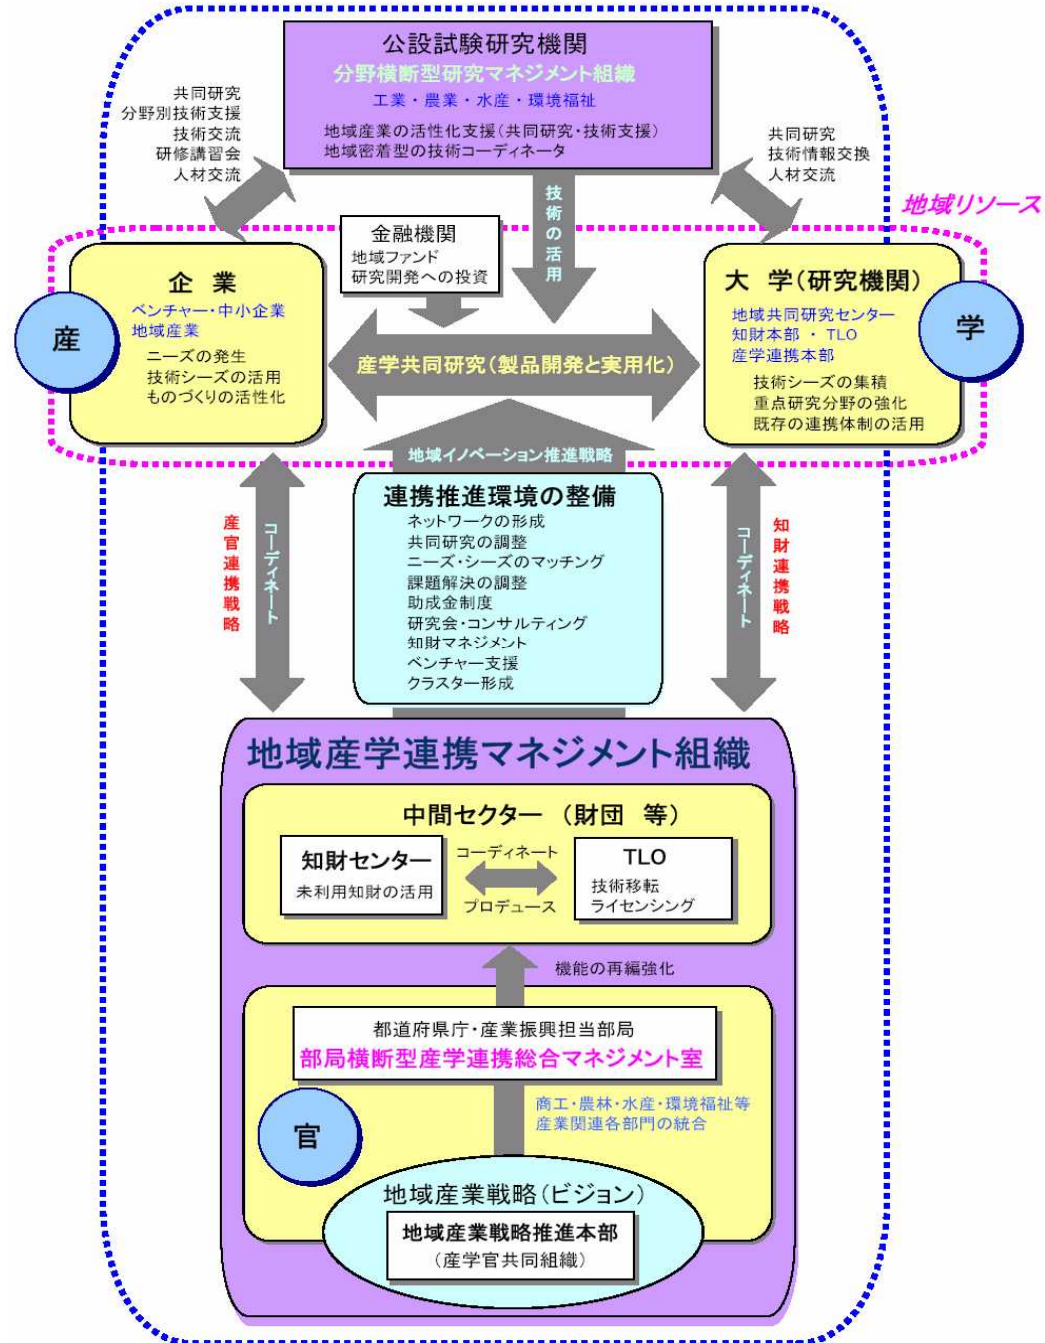 公設試験研究機関
分野横断型研究マネジメント組織
工業・農業・水産・環境福祉
地域産業の活性化支援(共同研究・技術支援)
地域密着型の技術コーディネータ
共同研究
分野別技術支援
技術交流
研修講習会
人材交流
共同研究
技術情報交換
人材交流
技術の活用
地域リソース
金融機関
地域ファンド
研究開発への投資
産
企 業
ベンチャー・中小企業
地域産業
ニーズの発生
技術シーズの活用
ものづくりの活性化
産学共同研究(製品開発と実用化)
大 学(研究機関)
地域共同研究センター
知財本部 ・ TLO
産学連携本部
技術シーズの集積
重点研究分野の強化
既存の連携体制の活用
学
地域イノベーション推進戦略
連携推進環境の整備
ネットワークの形成
共同研究の調整
ニーズ・シーズのマッチング
課題解決の調整
助成金制度
研究会・コンサルティング
知財マネジメント
ベンチャー支援
クラスター形成
産官連携戦略
コーディネート
コーディネート
知財連携戦略
地域産学連携マネジメント組織
中間セクター (財団 等)
知財センター
未利用知財の活用
コーディネート
プロデュース
TLO
技術移転
ライセンシング
機能の再編強化
都道府県庁・産業振興担当部局
部局横断型産学連携総合マネジメント室
商工・農林・水産・環境福祉等
産業関連各部門の統合
官
地域産業戦略(ビジョン)
地域産業戦略推進本部
(産学官共同組織)